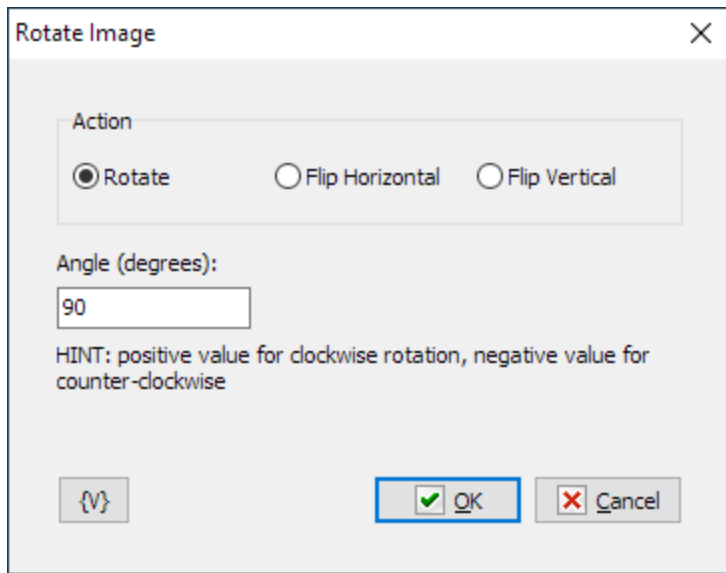 Rotate Image
Action
Rotate Flip Horizontal Flip Vertical
Angle (degrees):
90
HINT: positive value for clockwise rotation, negative value for
counter-clockwise
{V} OK Cancel